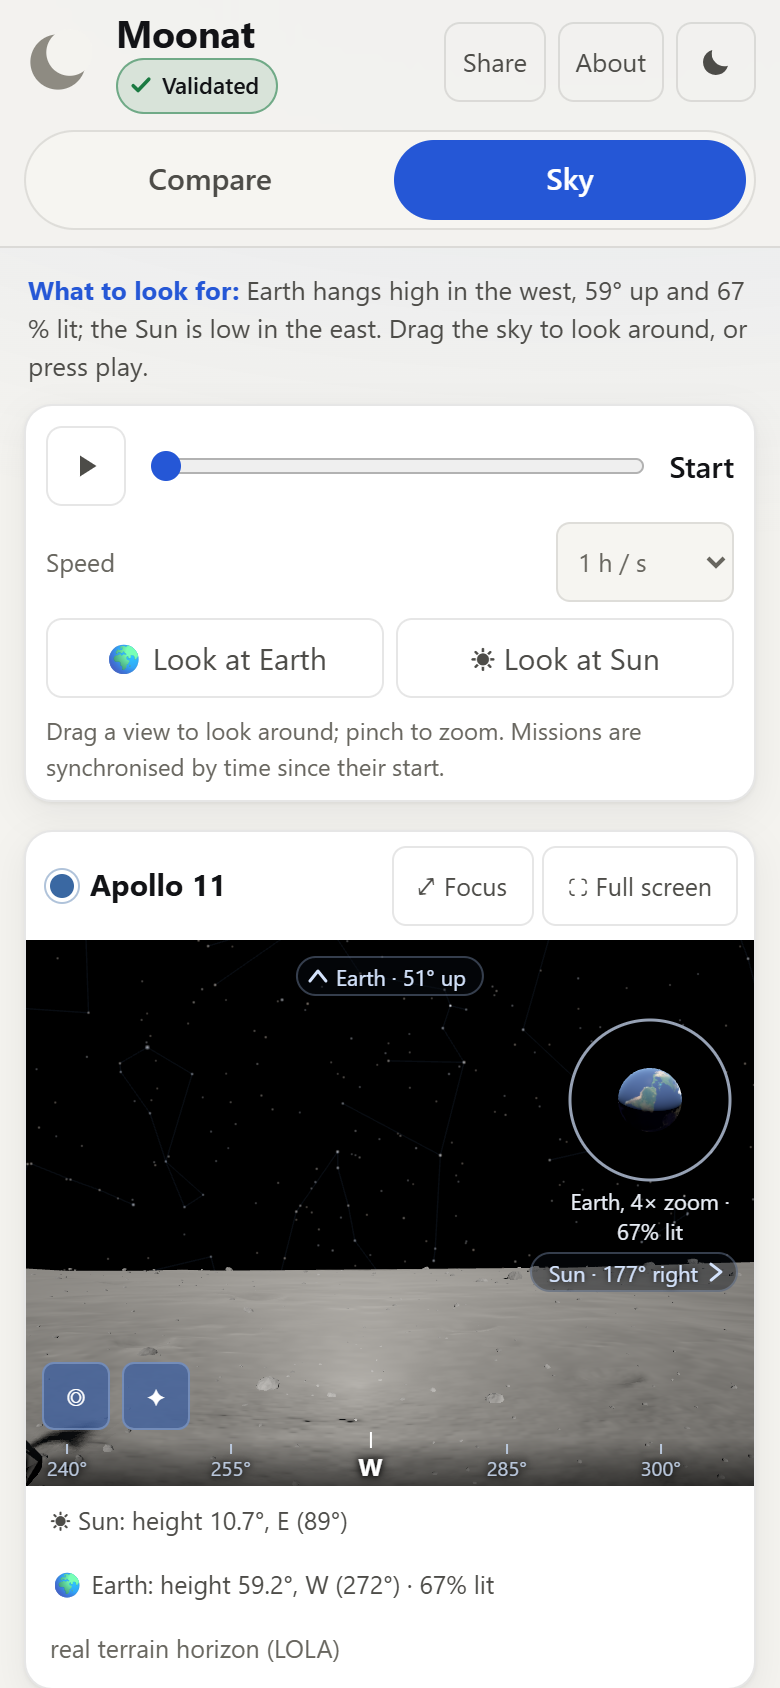 Moonat
Validated
Share
About
Compare
Sky
What to look for: Earth hangs high in the west, 59° up and 67
% lit; the Sun is low in the east. Drag the sky to look around, or
press play.
Start
Speed
1 h / s
Look at Earth
Look at Sun
Drag a view to look around; pinch to zoom. Missions are
synchronised by time since their start.
Apollo 11
Focus
Full screen
Earth · 51° up
Earth, 4× zoom ·
67% lit
Sun · 177° right
240°
255°
W
285°
300°
Sun: height 10.7°, E (89°)
Earth: height 59.2°, W (272°) · 67% lit
real terrain horizon (LOLA)